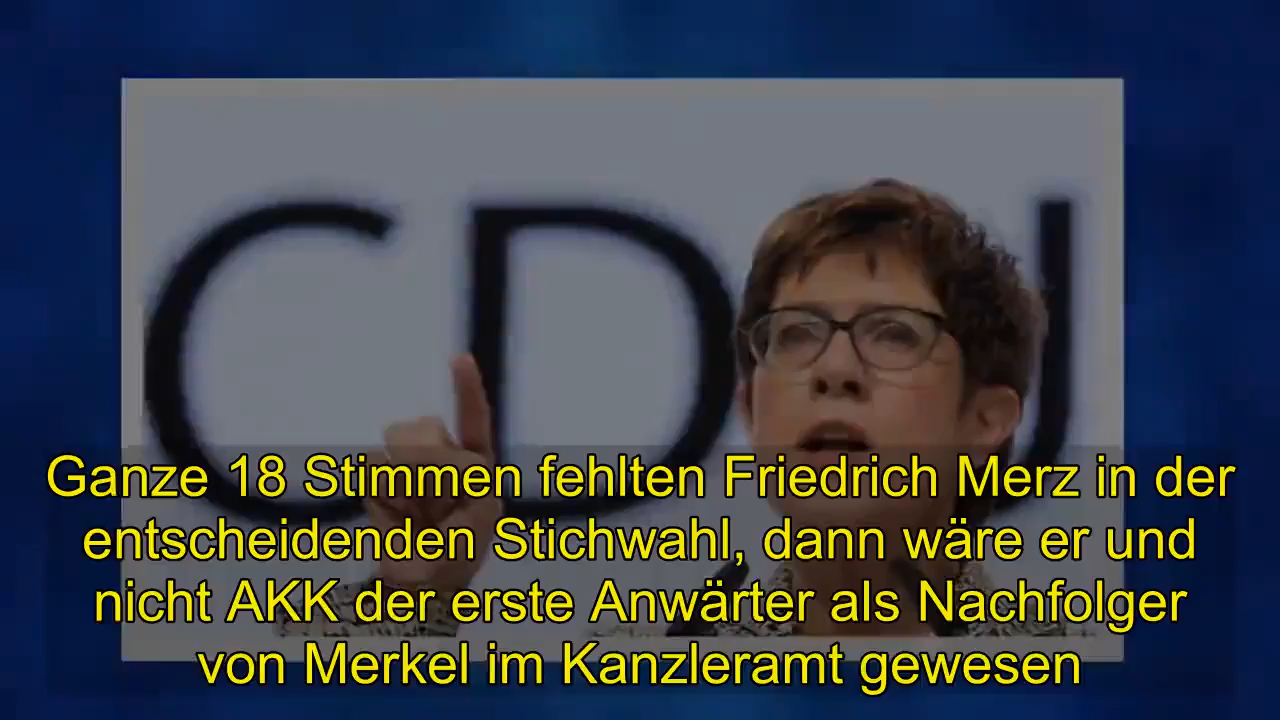 CDU
Ganze 18 Stimmen fehlten Friedrich Merz in der
entscheidenden Stichwahl, dann wäre er und
nicht AKK der erste Anwärter als Nachfolger
von Merkel im Kanzleramt gewesen